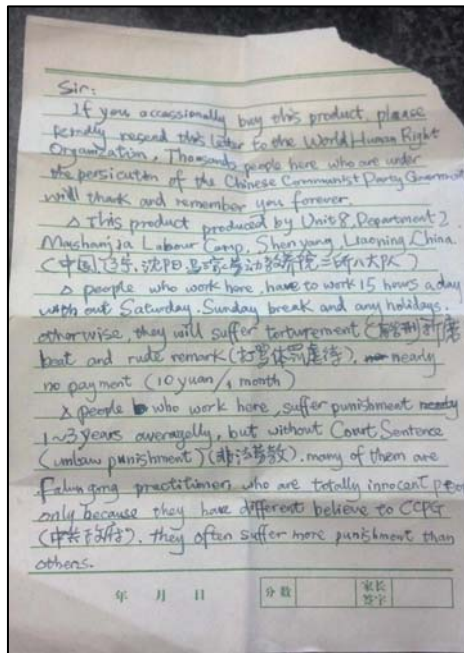 Sir:
If you occassionally buy this product, please
kendly resend this letter to the World Human Right
Organization. Thousands people here who are under
the persicution of the Chinese Communist Party Government
will thank and remember you forever.
△ This product produced by Unit 8, Department 2
Mashanjia Labour Camp, Shenyang, Liaoning, China.
(中国, 辽宁, 沈阳, 马三家劳动教养院二所八大队)
△ people who work here, have to work 15 hours a day
with out Saturday, Sunday break and any holidays.
otherwise, they will suffer torturement
beat and rude remark (打骂体罚虐待). nearly
no payment (10 yuan/1 month)
△ people who work here, suffer punishment
1~3 years averagelly, but without Court Sentence
(unlaw punishment) (非法劳教). many of them are
Falun gong practitioner, who are totally innocent
only because they have different believe to CCPG
(中共政府). they often suffer more punishment than
others.
年 月 日 分数 家长签字